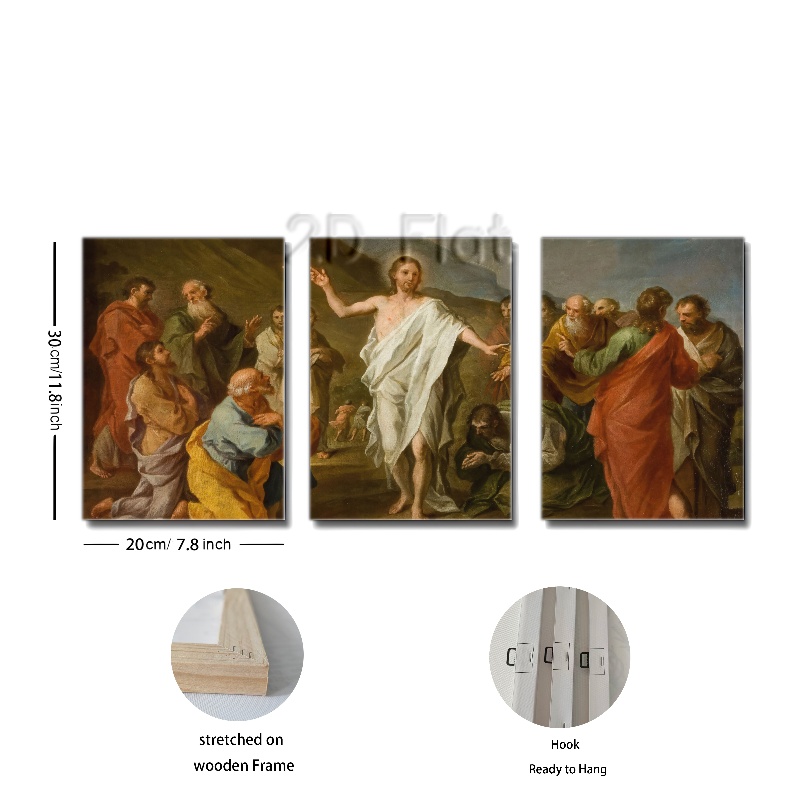 2D Flat
30cm/11.8inch
20cm/ 7.8 inch
stretched on
wooden Frame
Hook
Ready to Hang